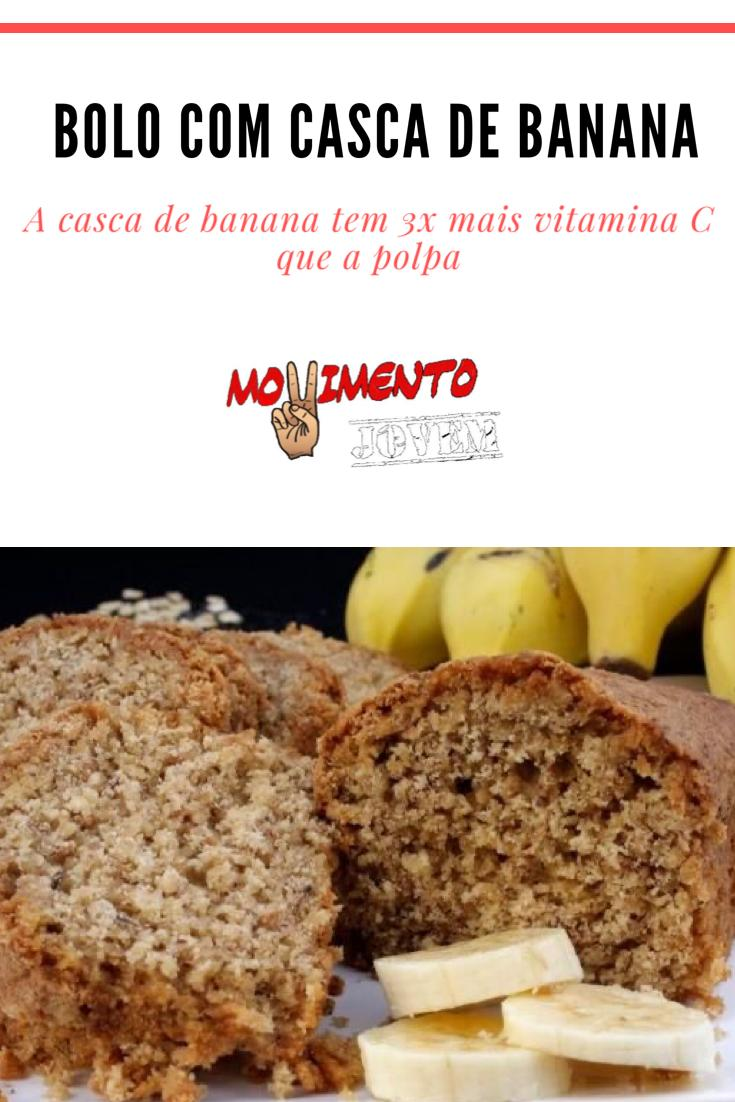 BOLO COM CASCA DE BANANA
A casca de banana tem 3x mais vitamina C
que a polpa
MOVIMENTO
JOVEM